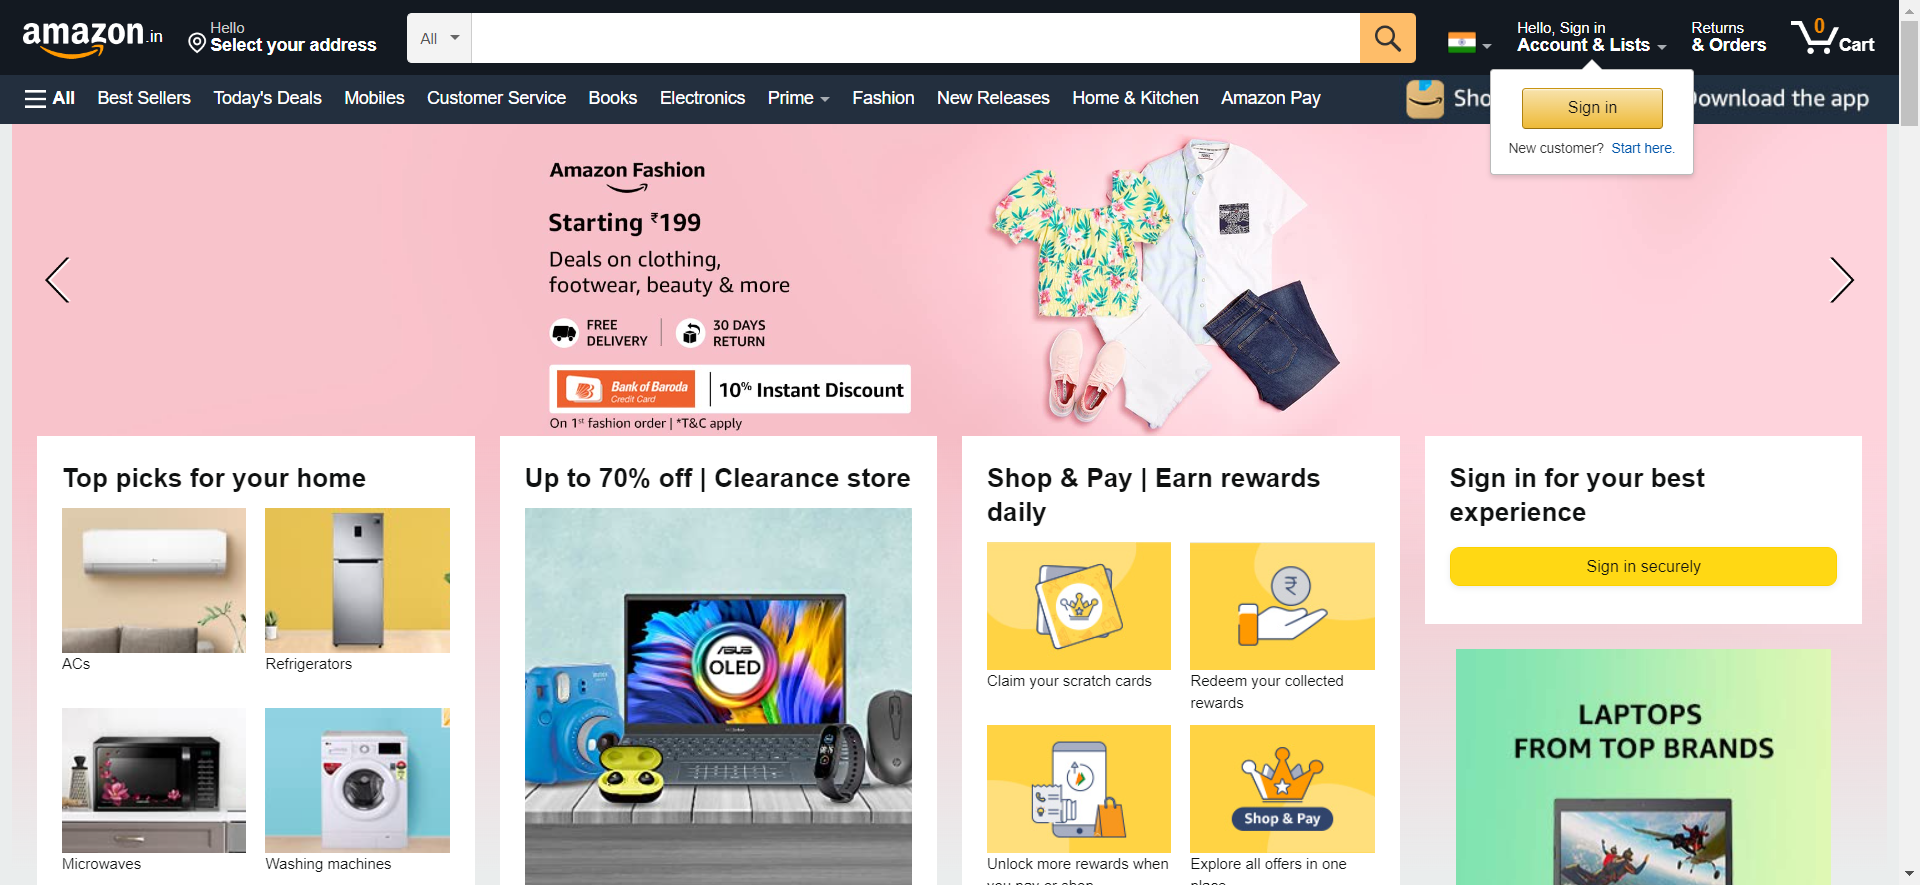 amazon.in
Hello
Select your address
All
Hello, Sign in
Account & Lists
Returns
& Orders
0
Cart
All
Best Sellers
Today's Deals
Mobiles
Customer Service
Books
Electronics
Prime
Fashion
New Releases
Home & Kitchen
Amazon Pay
Sho
Download the app
Sign in
New customer? Start here.
Amazon Fashion
Starting ₹199
Deals on clothing,
footwear, beauty & more
FREE
DELIVERY
30 DAYS
RETURN
Bank of Baroda
Credit Card
10% Instant Discount
On 1st fashion order | *T&C apply
Top picks for your home
ACs
Refrigerators
Microwaves
Washing machines
Up to 70% off | Clearance store
ASUS
OLED
Shop & Pay | Earn rewards
daily
Claim your scratch cards
Redeem your collected
rewards
Shop & Pay
Unlock more rewards when
you pay or shop
Explore all offers in one
place
Sign in for your best
experience
Sign in securely
LAPTOPS
FROM TOP BRANDS